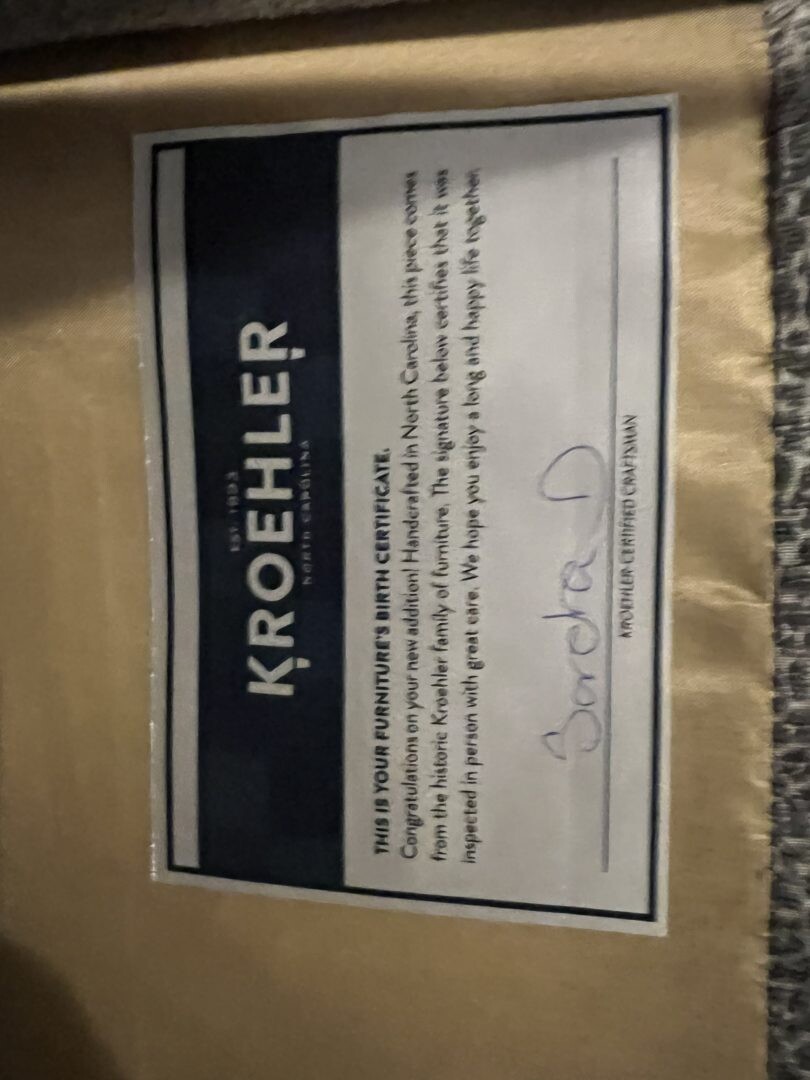 EST. 1893
KROEHLER
NORTH CAROLINA
THIS IS YOUR FURNITURE'S BIRTH CERTIFICATE.
Congratulations on your new addition! Handcrafted in North Carolina, this piece comes
from the historic Kroehler family of furniture. The signature below certifies that it was
inspected in person with great care. We hope you enjoy a long and happy life together.
Sandra D
KROEHLER CERTIFIED CRAFTSMAN